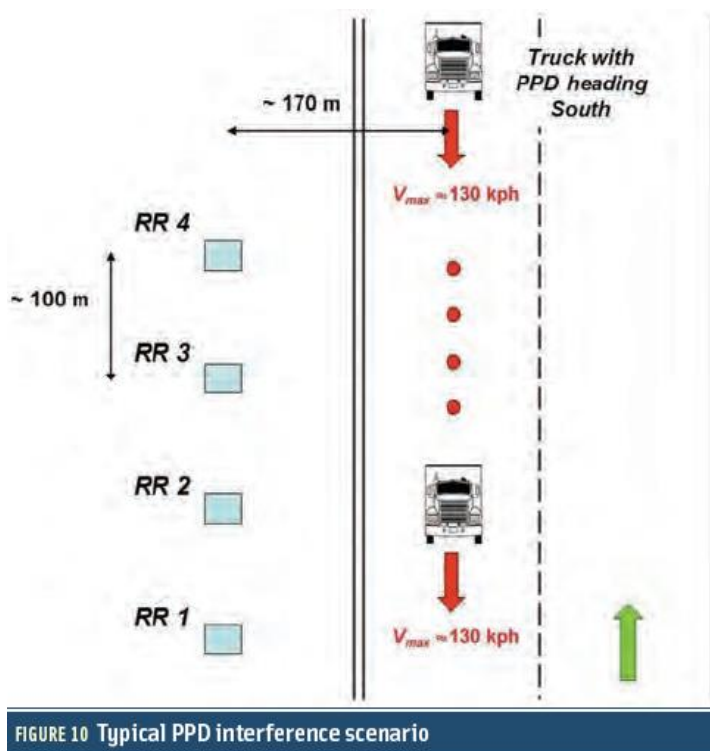 Truck with
PPD heading
South
~ 170 m
Vmax ≈130 kph
RR 4
~ 100 m
RR 3
RR 2
RR 1
Vmax ≈130 kph
FIGURE 10 Typical PPD interference scenario